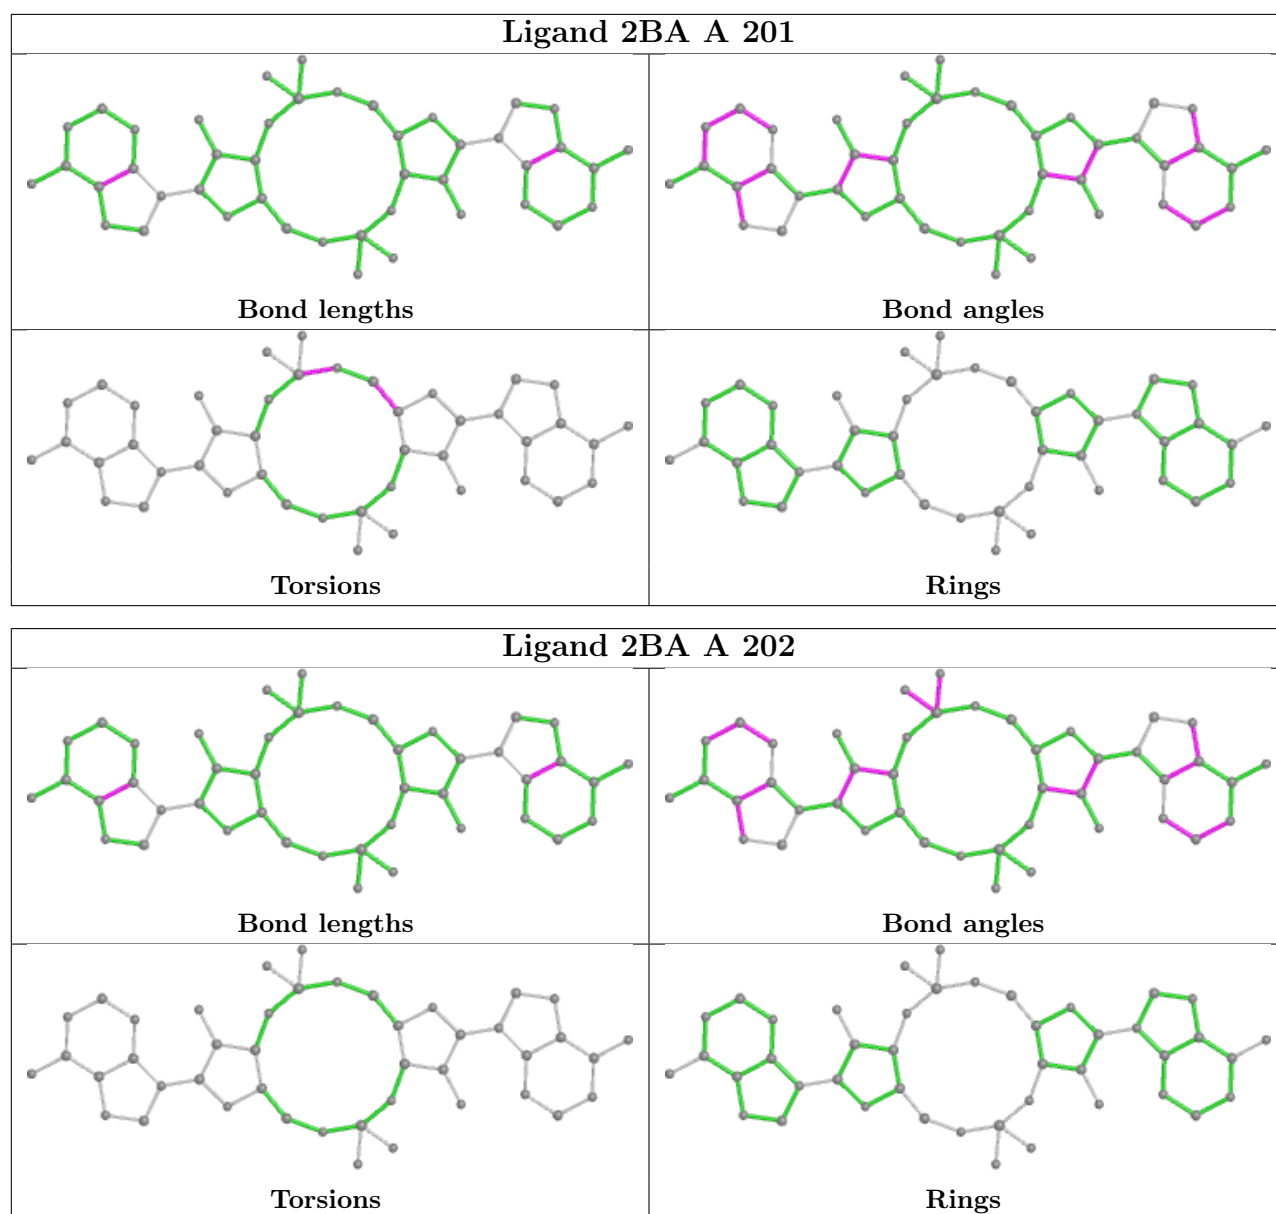 Ligand 2BA A 201
Bond lengths
Bond angles
Torsions
Rings
Ligand 2BA A 202
Bond lengths
Bond angles
Torsions
Rings